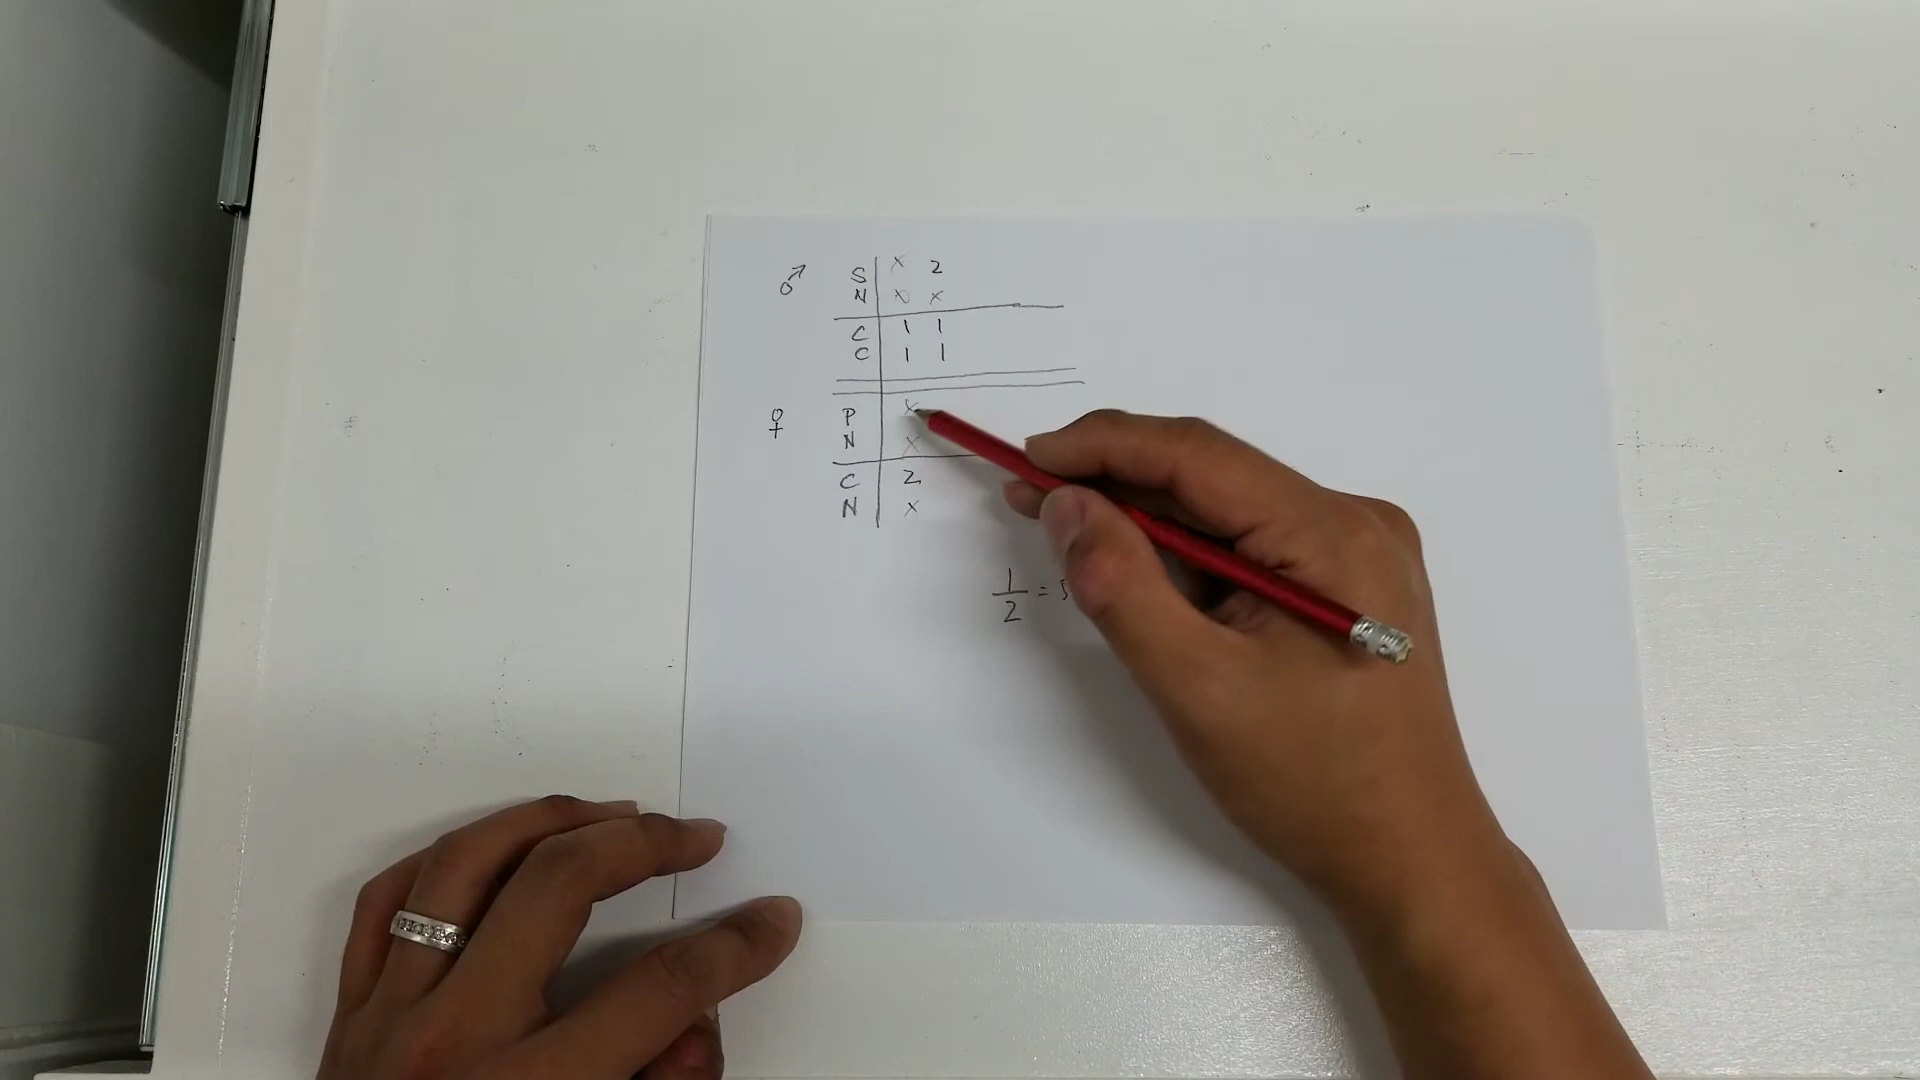 ♂ S x 2
N x x
C 1 1
C 1 1
♀ P x
N x
C 2
N x
1/2 =